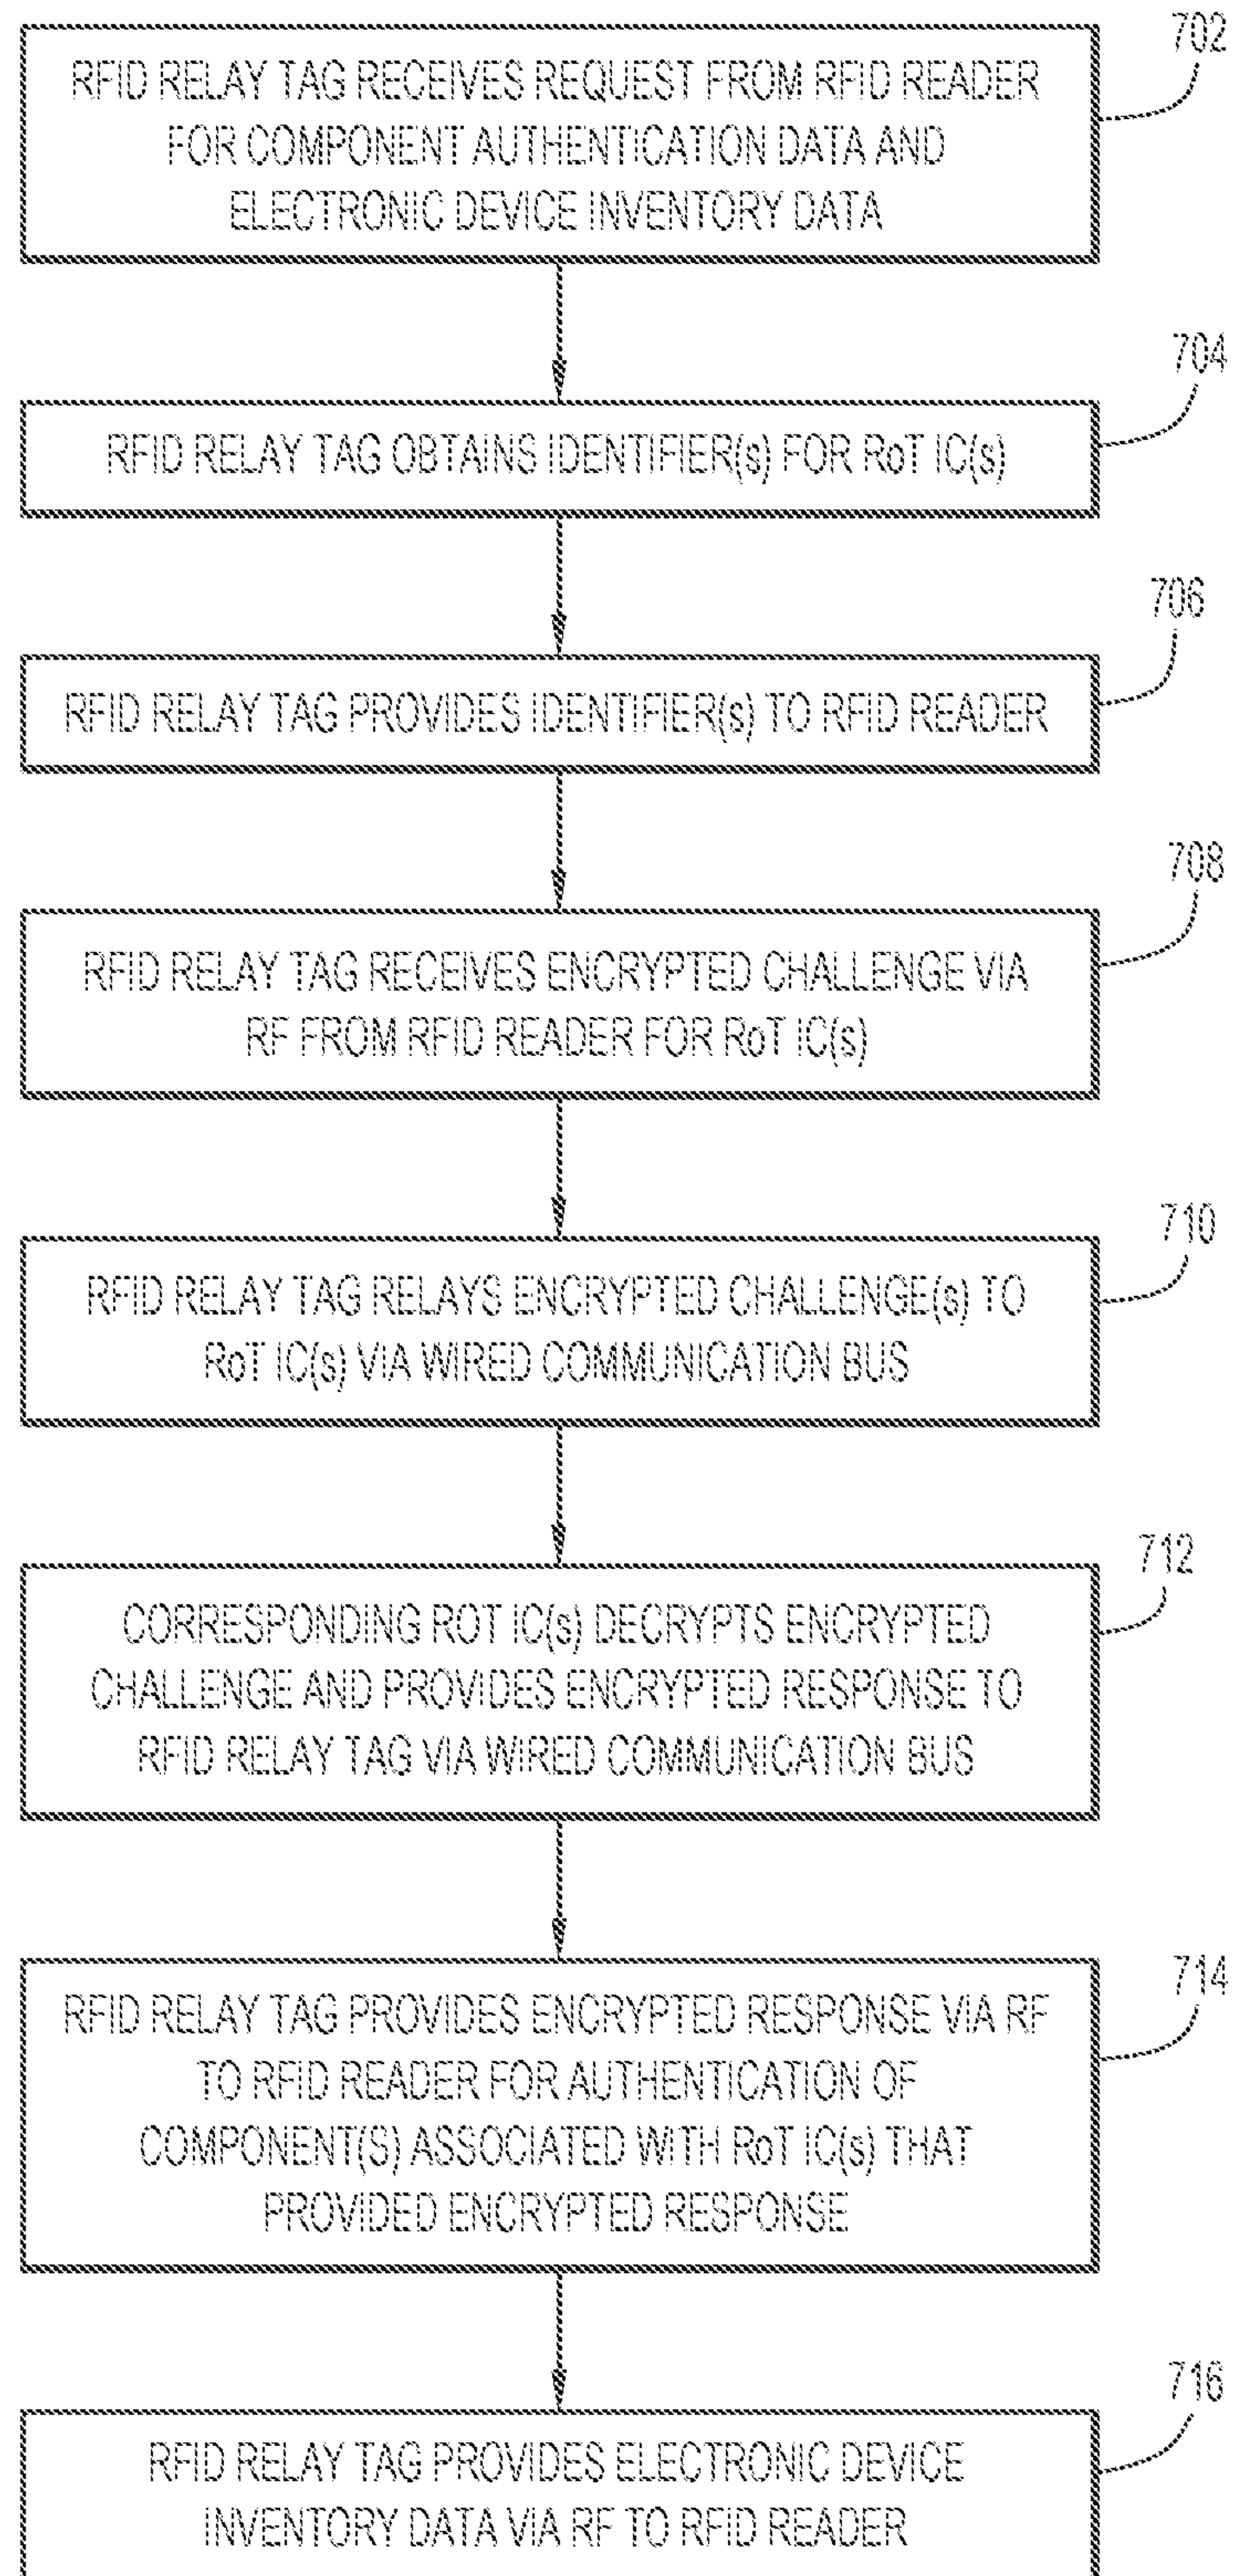 702
RFID RELAY TAG RECEIVES REQUEST FROM RFID READER
FOR COMPONENT AUTHENTICATION DATA AND
ELECTRONIC DEVICE INVENTORY DATA
704
RFID RELAY TAG OBTAINS IDENTIFIER(s) FOR RoT IC(s)
706
RFID RELAY TAG PROVIDES IDENTIFIER(s) TO RFID READER
708
RFID RELAY TAG RECEIVES ENCRYPTED CHALLENGE VIA
RF FROM RFID READER FOR RoT IC(s)
710
RFID RELAY TAG RELAYS ENCRYPTED CHALLENGE(s) TO
RoT IC(s) VIA WIRED COMMUNICATION BUS
712
CORRESPONDING ROT IC(s) DECRYPTS ENCRYPTED
CHALLENGE AND PROVIDES ENCRYPTED RESPONSE TO
RFID RELAY TAG VIA WIRED COMMUNICATION BUS
714
RFID RELAY TAG PROVIDES ENCRYPTED RESPONSE VIA RF
TO RFID READER FOR AUTHENTICATION OF
COMPONENT(S) ASSOCIATED WITH RoT IC(s) THAT
PROVIDED ENCRYPTED RESPONSE
716
RFID RELAY TAG PROVIDES ELECTRONIC DEVICE
INVENTORY DATA VIA RF TO RFID READER